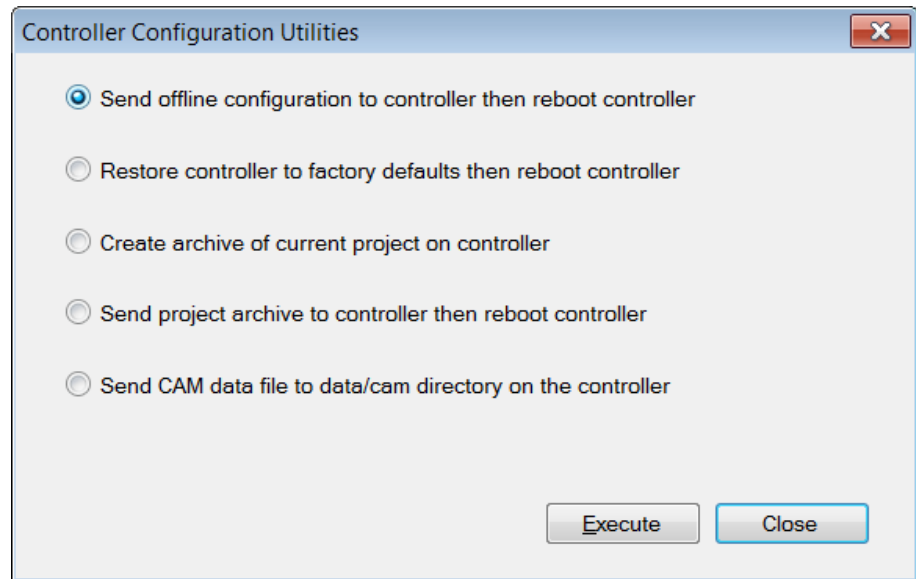 Controller Configuration Utilities
Send offline configuration to controller then reboot controller
Restore controller to factory defaults then reboot controller
Create archive of current project on controller
Send project archive to controller then reboot controller
Send CAM data file to data/cam directory on the controller
Execute Close